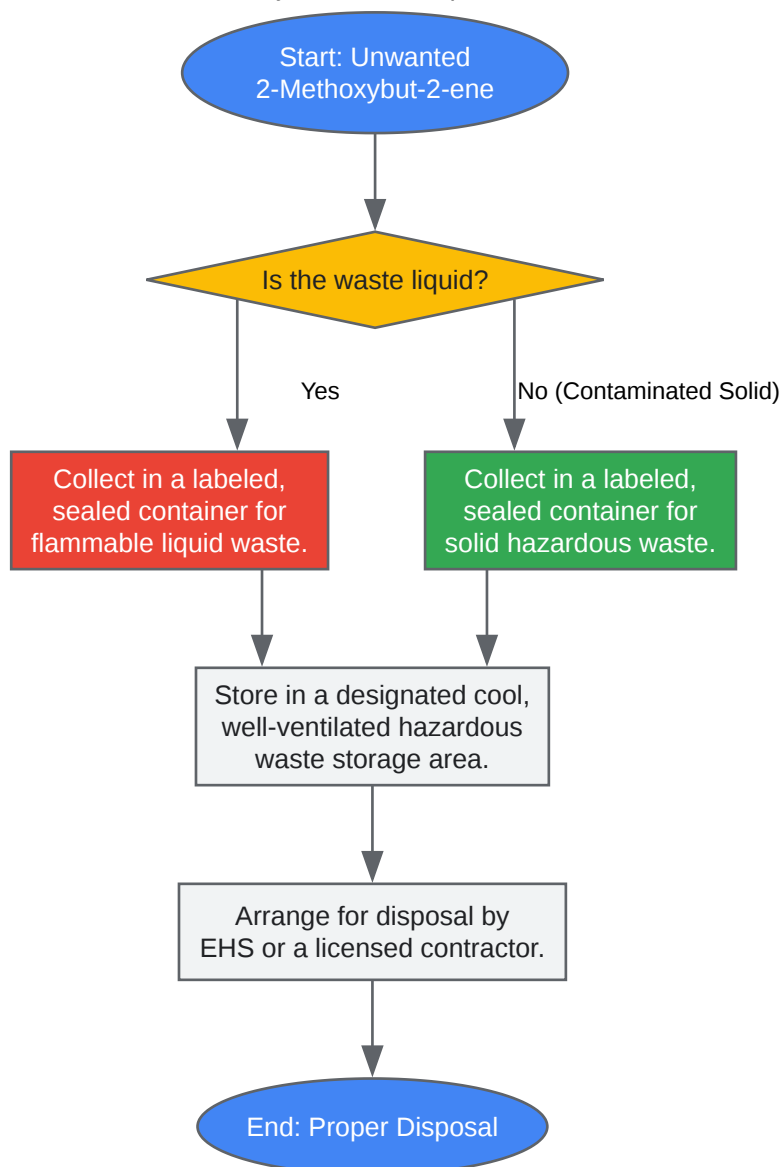 Start: Unwanted
2-Methoxybut-2-ene
Is the waste liquid?
Yes
No (Contaminated Solid)
Collect in a labeled,
sealed container for
flammable liquid waste.
Collect in a labeled,
sealed container for
solid hazardous waste.
Store in a designated cool,
well-ventilated hazardous
waste storage area.
Arrange for disposal by
EHS or a licensed contractor.
End: Proper Disposal